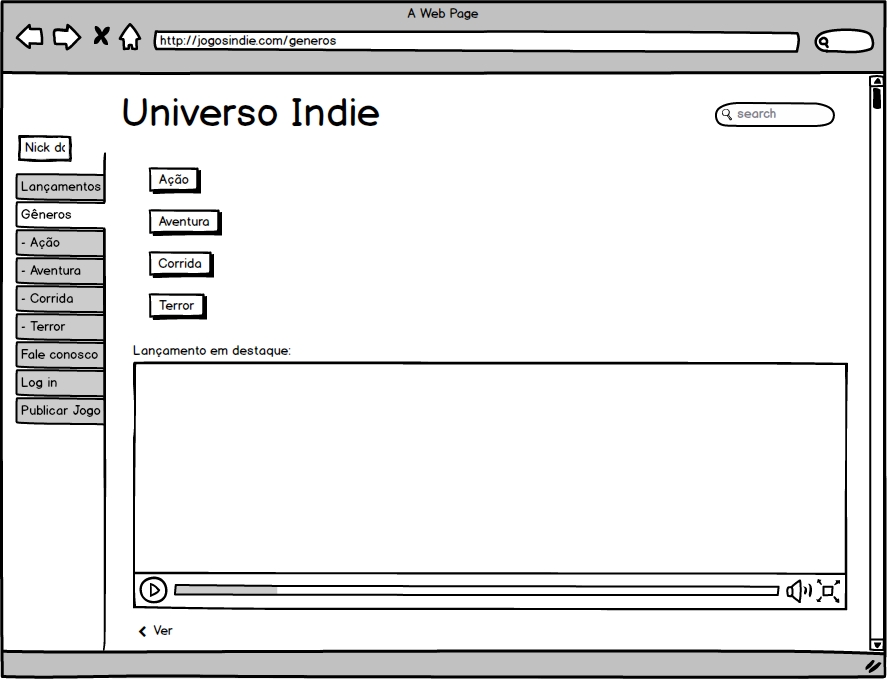 A Web Page
http://jogosindie.com/generos
Universo Indie
search
Nick do
Lançamentos
Gêneros
- Ação
- Aventura
- Corrida
- Terror
Fale conosco
Log in
Publicar Jogo
Ação
Aventura
Corrida
Terror
Lançamento em destaque:
Ver